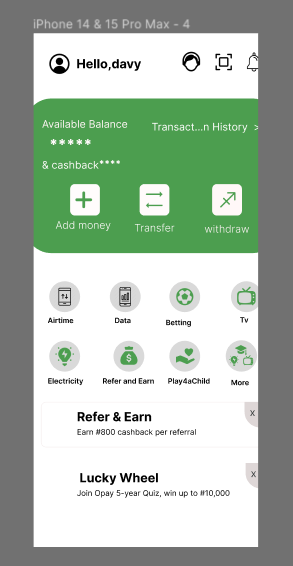 iPhone 14 & 15 Pro Max - 4
Hello,davy
Available Balance
Transact...n History >
*****
& cashback****
Add money
Transfer
withdraw
Airtime
Data
Betting
Tv
Electricity
Refer and Earn
Play4aChild
More
Refer & Earn
X
Earn #800 cashback per referral
Lucky Wheel
X
Join Opay 5-year Quiz, win up to #10,000